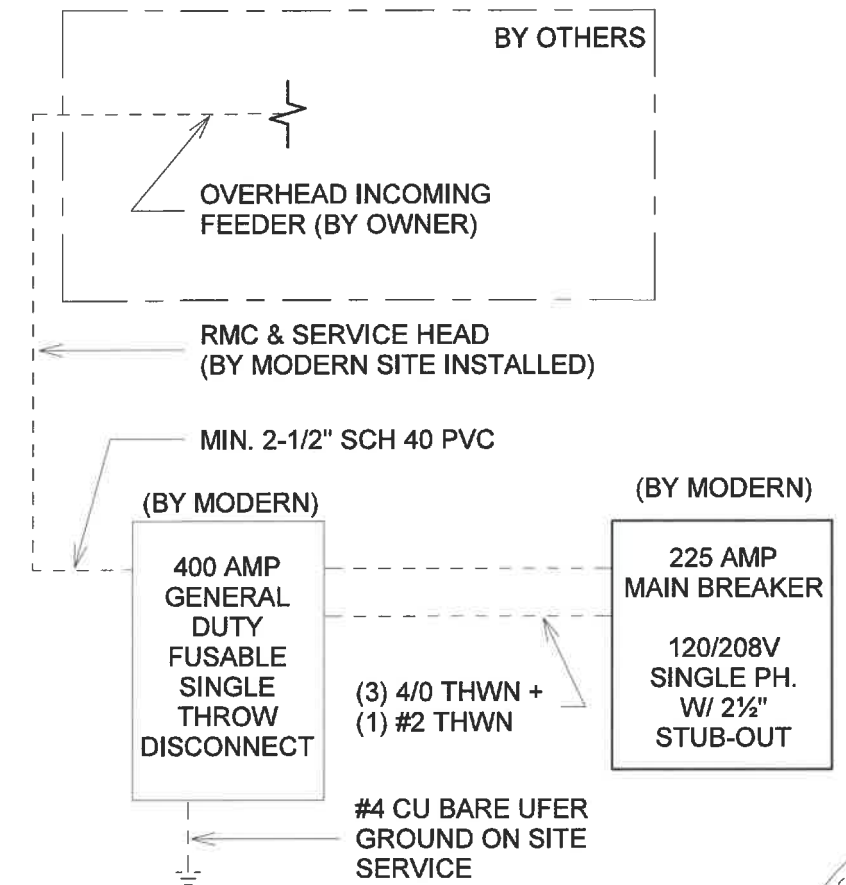 BY OTHERS
OVERHEAD INCOMING
FEEDER (BY OWNER)
RMC & SERVICE HEAD
(BY MODERN SITE INSTALLED)
MIN. 2-1/2" SCH 40 PVC
(BY MODERN)
400 AMP
GENERAL
DUTY
FUSABLE
SINGLE
THROW
DISCONNECT
(BY MODERN)
225 AMP
MAIN BREAKER
120/208V
SINGLE PH.
W/ 2½"
STUB-OUT
(3) 4/0 THWN +
(1) #2 THWN
#4 CU BARE UFER
GROUND ON SITE
SERVICE